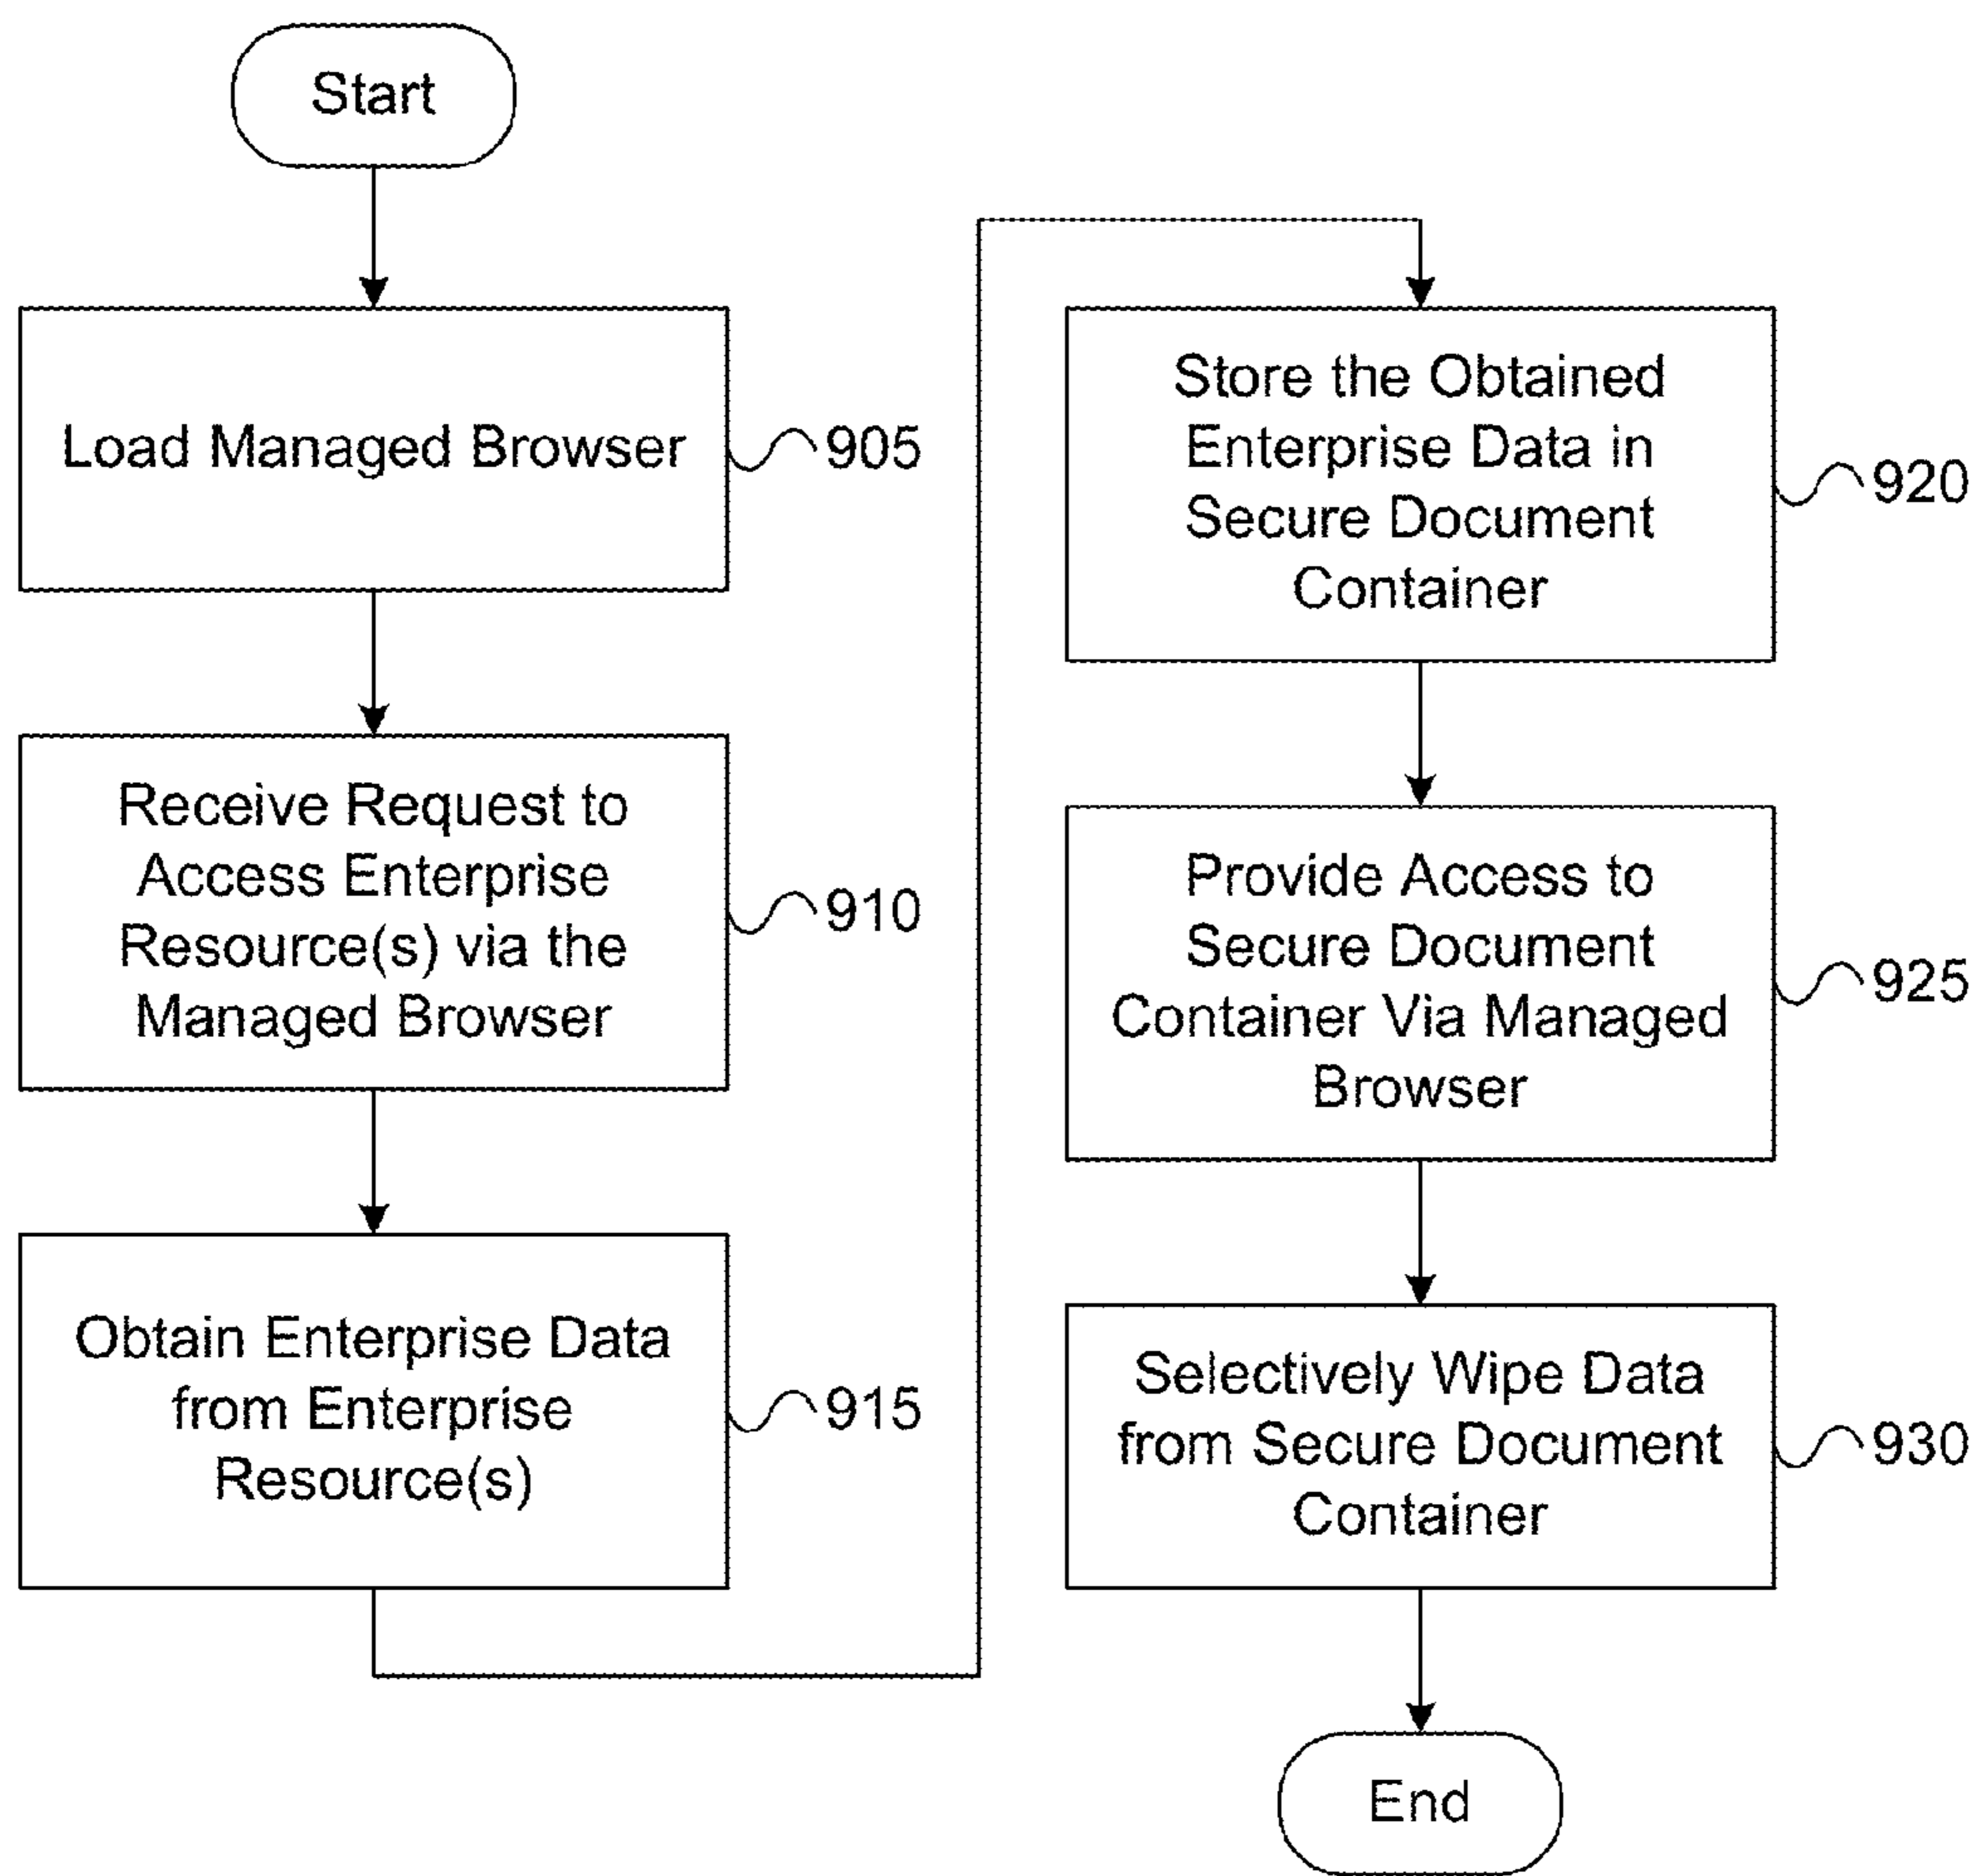 Start
Load Managed Browser
905
Receive Request to
Access Enterprise
Resource(s) via the
Managed Browser
910
Obtain Enterprise Data
from Enterprise
Resource(s)
915
Store the Obtained
Enterprise Data in
Secure Document
Container
920
Provide Access to
Secure Document
Container Via Managed
Browser
925
Selectively Wipe Data
from Secure Document
Container
930
End